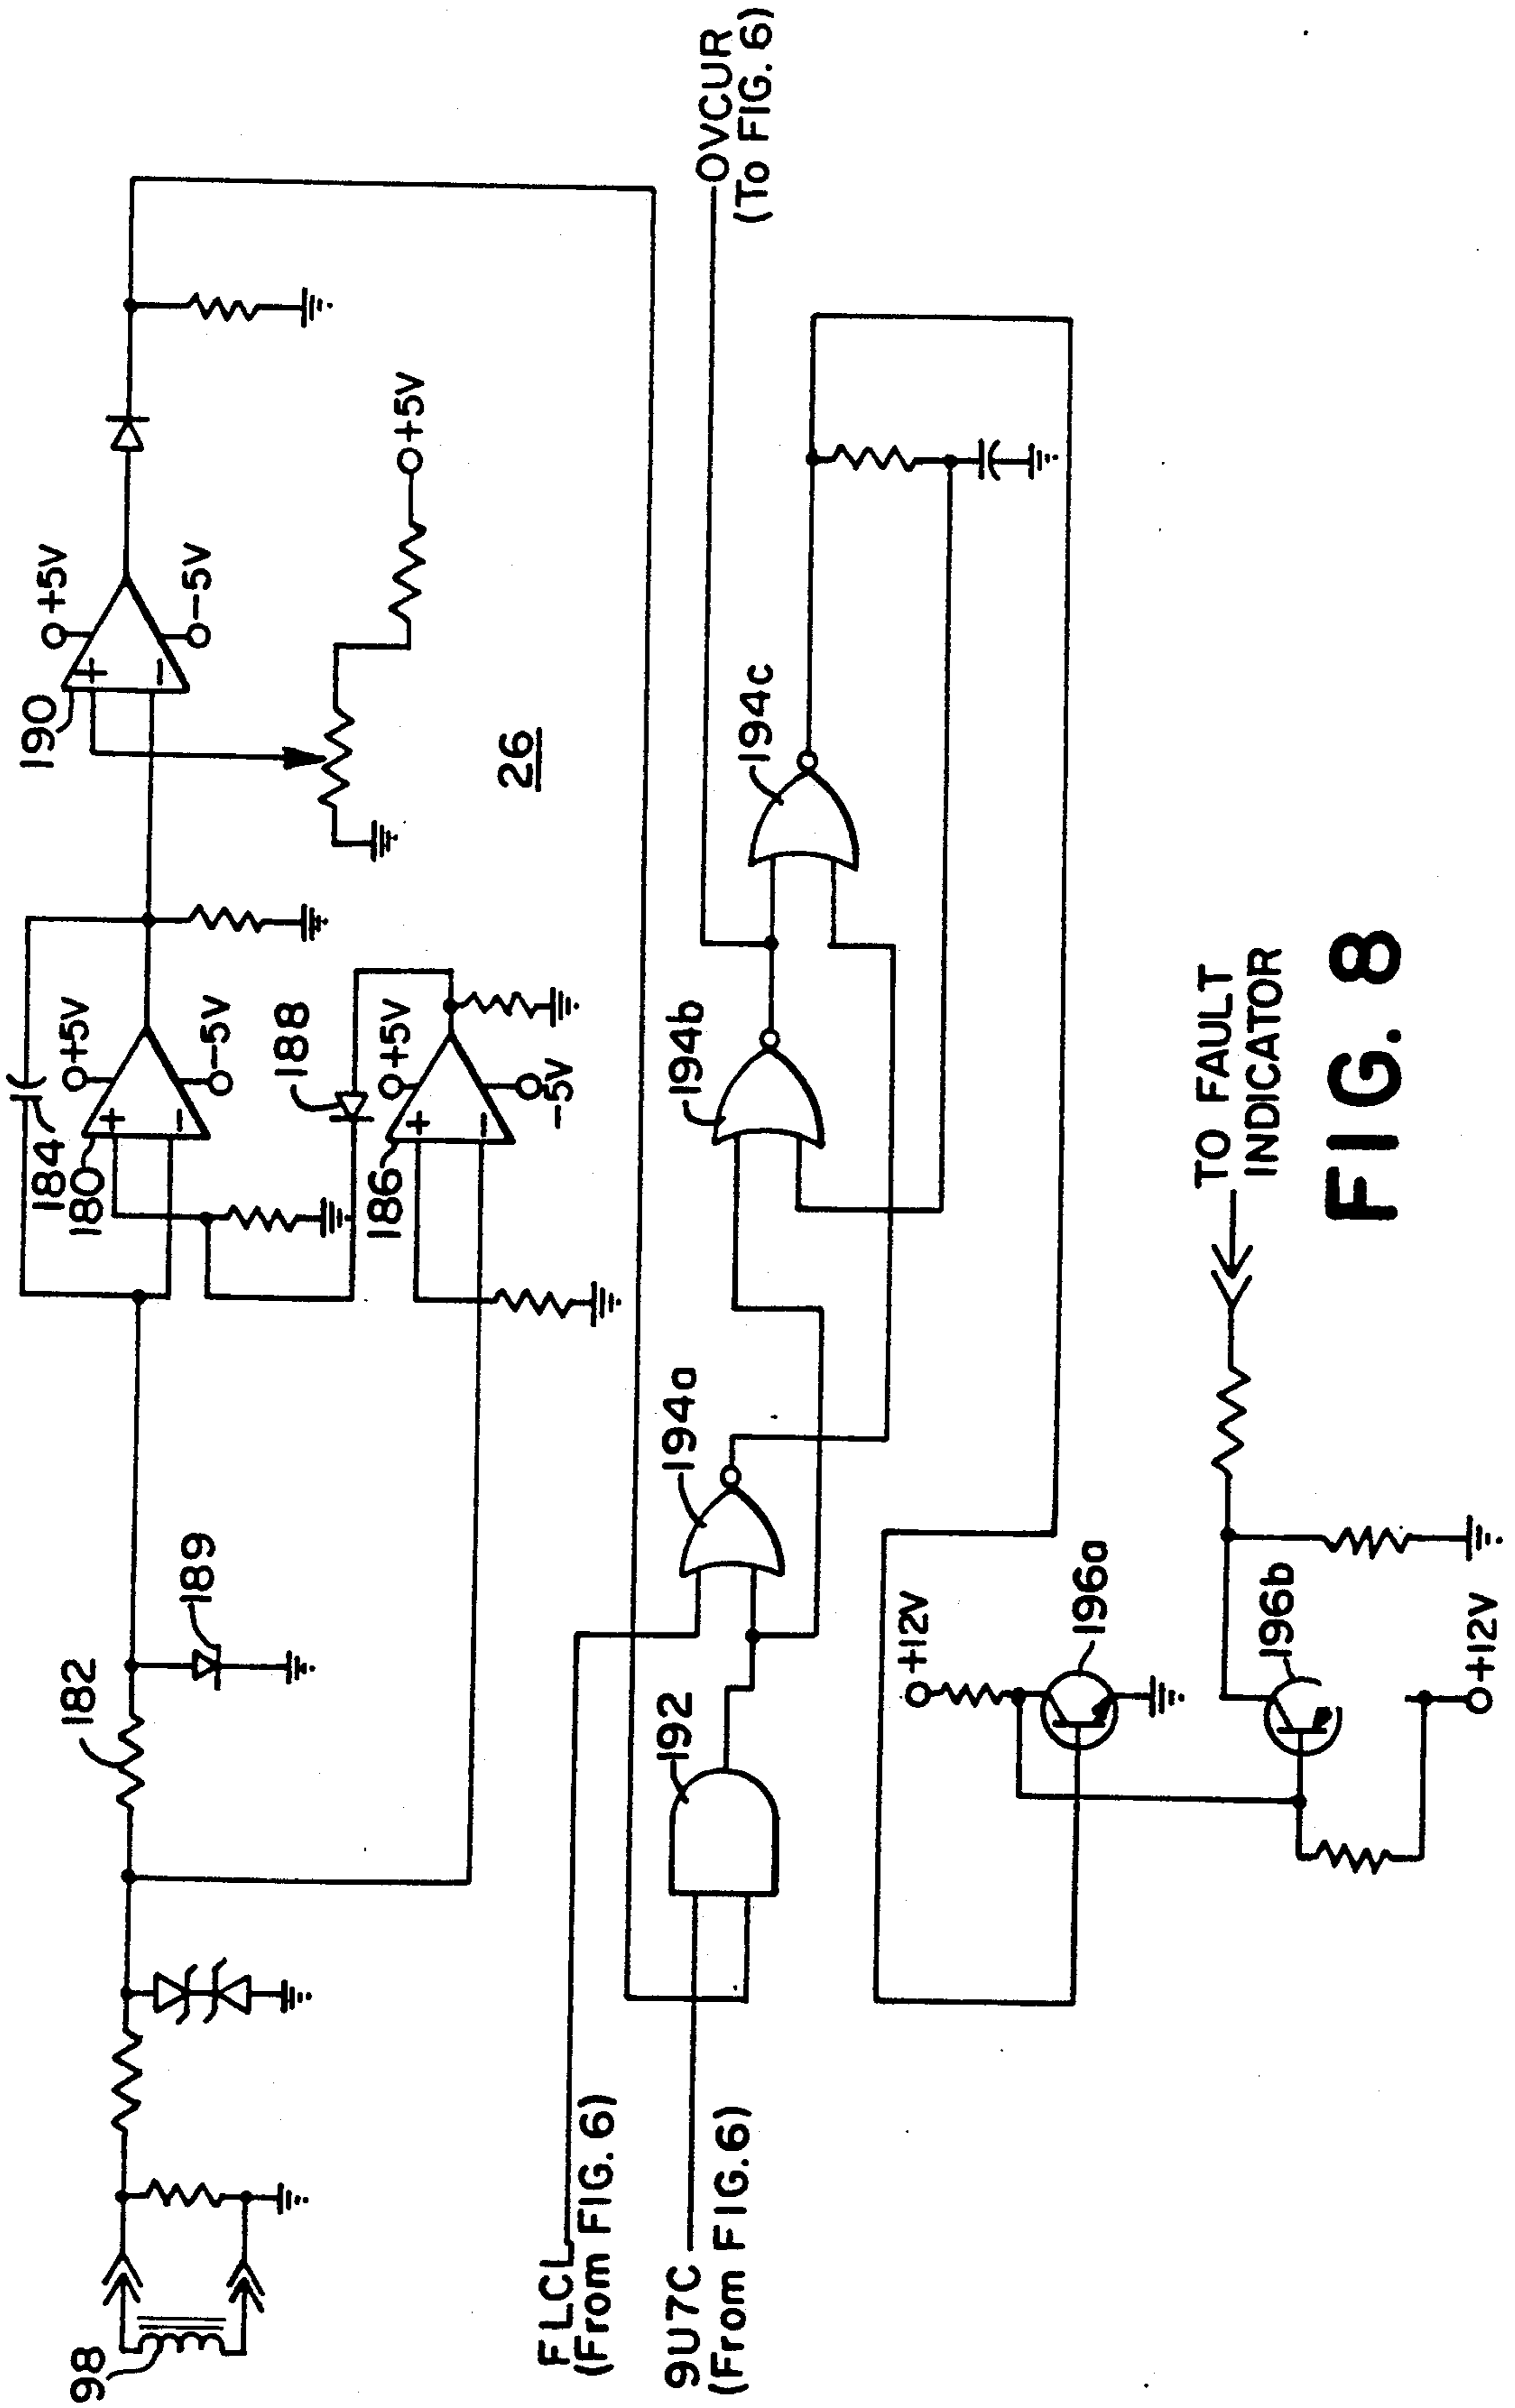 98
182
189
184
180
+5V
-5V
188
186
+5V
-5V
190
+5V
-5V
+5V
26
FLCL
(From FIG. 6)
9U7C
(From FIG.6)
192
194a
194b
194c
OVCUR
(To FIG. 6)
+12V
196a
196b
+12V
TO FAULT
INDICATOR
FIG. 8